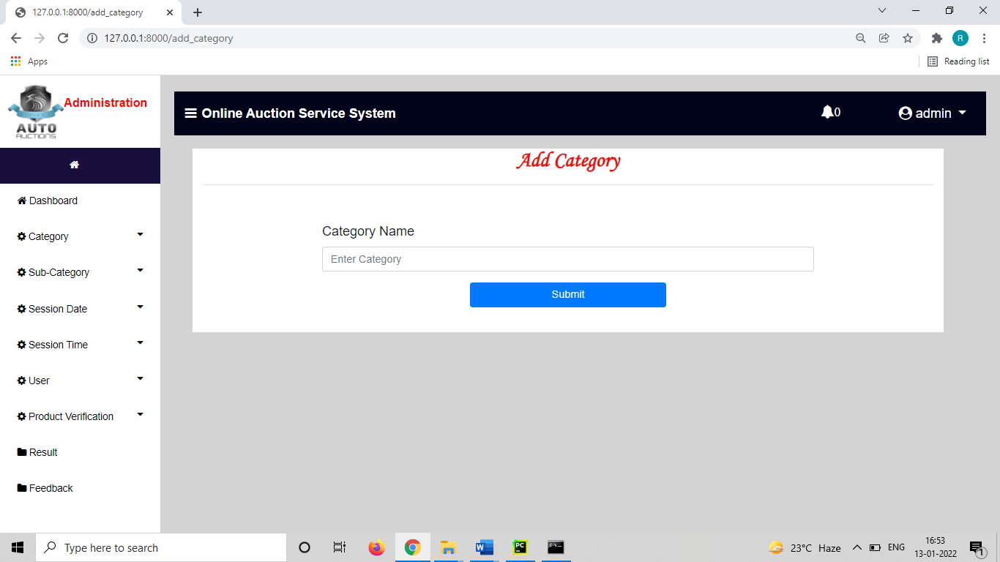 127.0.0.1:8000/add_category
127.0.0.1:8000/add_category
R
Apps
Reading list
Administration
AUTO
AUCTIONS
Online Auction Service System
0
admin
Add Category
Dashboard
Category
Sub-Category
Session Date
Session Time
User
Product Verification
Result
Feedback
Category Name
Enter Category
Submit
Type here to search
W
PC
23°C Haze
ENG
16:53
13-01-2022
1